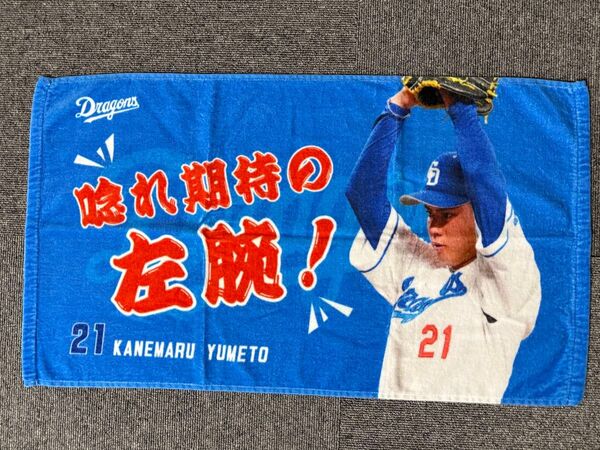 Dragons
唸れ期待の
左腕!
21 KANEMARU YUMETO
D
Dragons
21